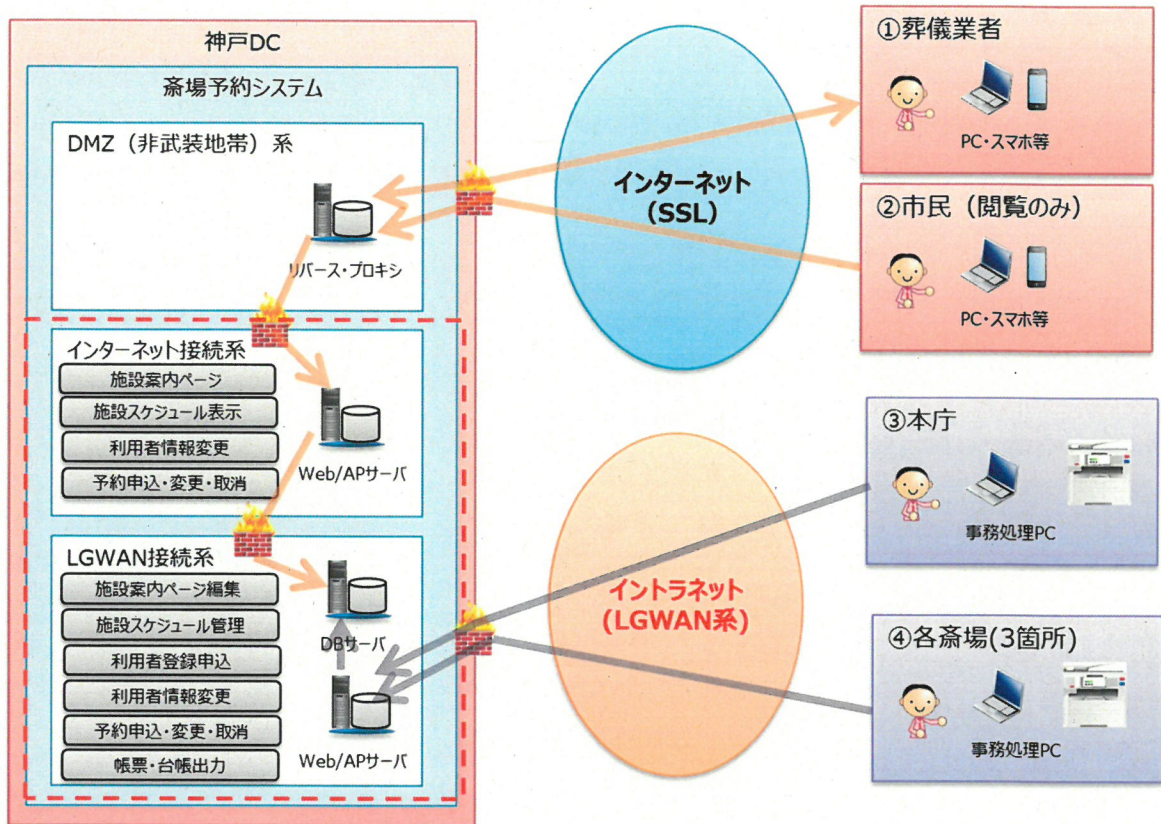 神戸DC
斎場予約システム
DMZ（非武装地帯）系
リバース・プロキシ
インターネット接続系
施設案内ページ
施設スケジュール表示
利用者情報変更
予約申込・変更・取消
Web/APサーバ
LGWAN接続系
施設案内ページ編集
施設スケジュール管理
利用者登録申込
利用者情報変更
予約申込・変更・取消
帳票・台帳出力
DBサーバ
Web/APサーバ
インターネット
(SSL)
イントラネット
(LGWAN系)
①葬儀業者
PC・スマホ等
②市民（閲覧のみ）
PC・スマホ等
③本庁
事務処理PC
④各斎場(3箇所)
事務処理PC